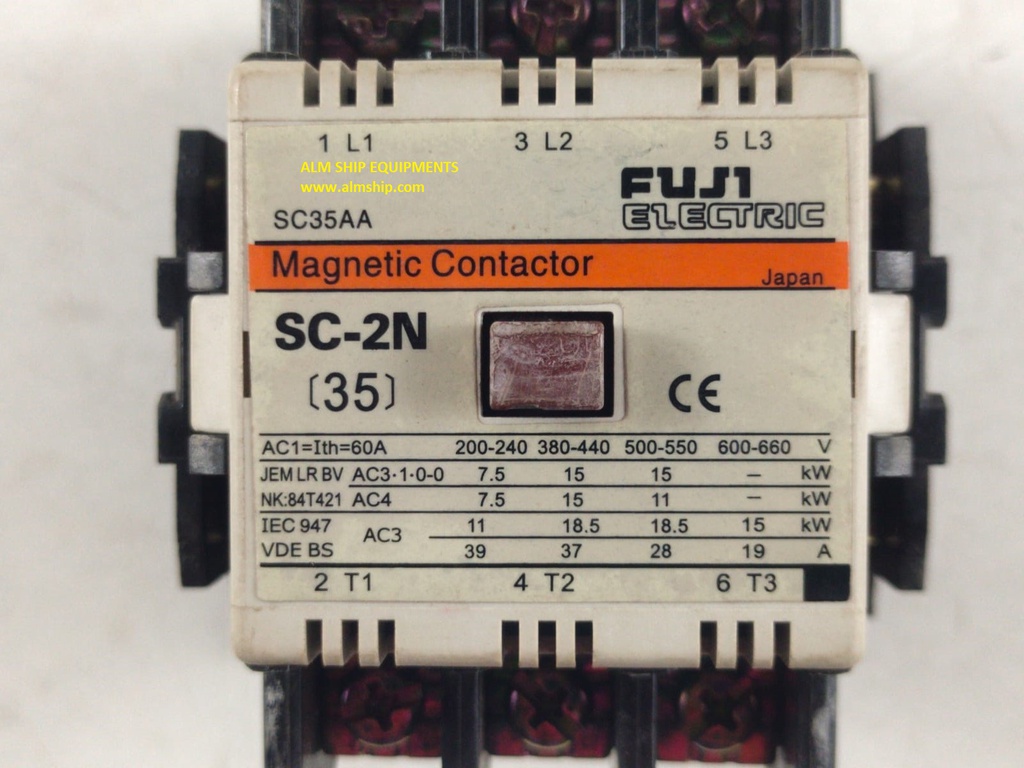 1 L1 3 L2 5 L3
ALM SHIP EQUIPMENTS
www.almship.com
FUJI
ELECTRIC
SC35AA
Magnetic Contactor Japan
SC-2N
(35) CE
AC1=Ith=60A 200-240 380-440 500-550 600-660 V
JEM LR BV AC3·1·0-0 7.5 15 15 – kW
NK:84T421 AC4 7.5 15 11 – kW
IEC 947 AC3 11 18.5 18.5 15 kW
VDE BS 39 37 28 19 A
2 T1 4 T2 6 T3